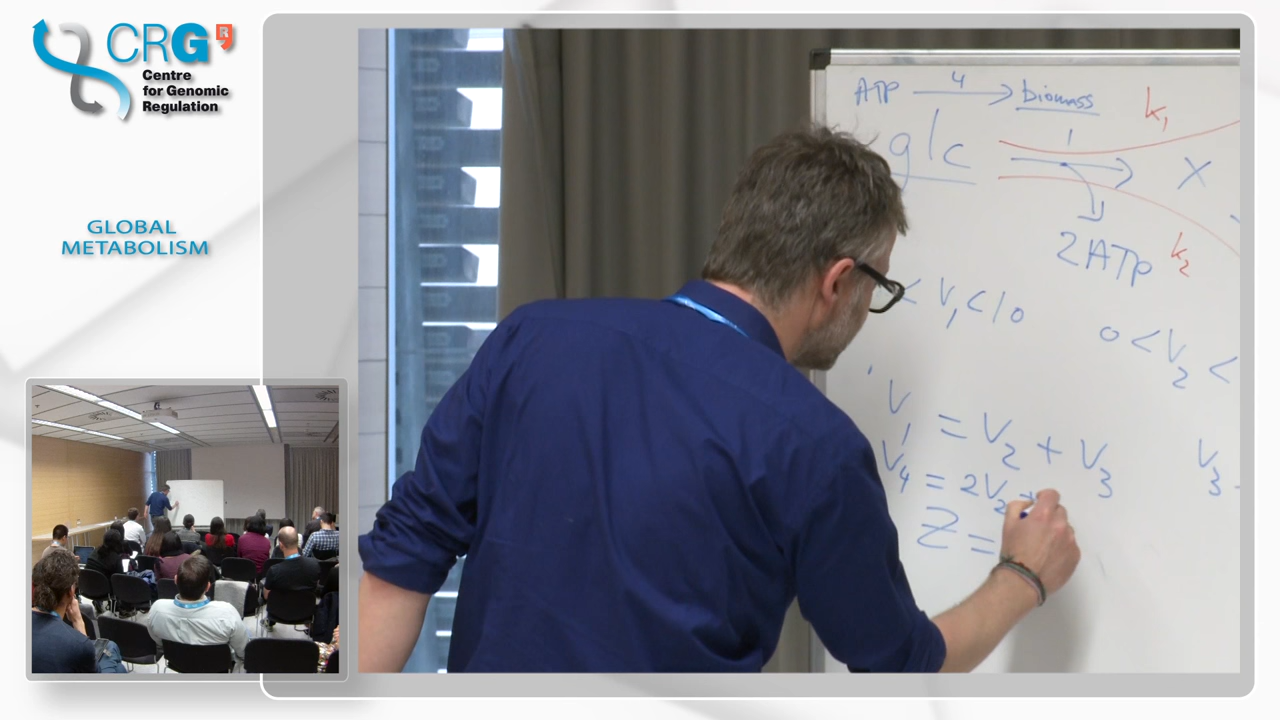 CRG R
Centre
for Genomic
Regulation
GLOBAL
METABOLISM
ATP 4 biomass
k1
glc 1 X
2ATP k2
< V1 < 10
0 < V2 <
V1 = V2 + V3
V3
V4 = 2V2 +
Z =